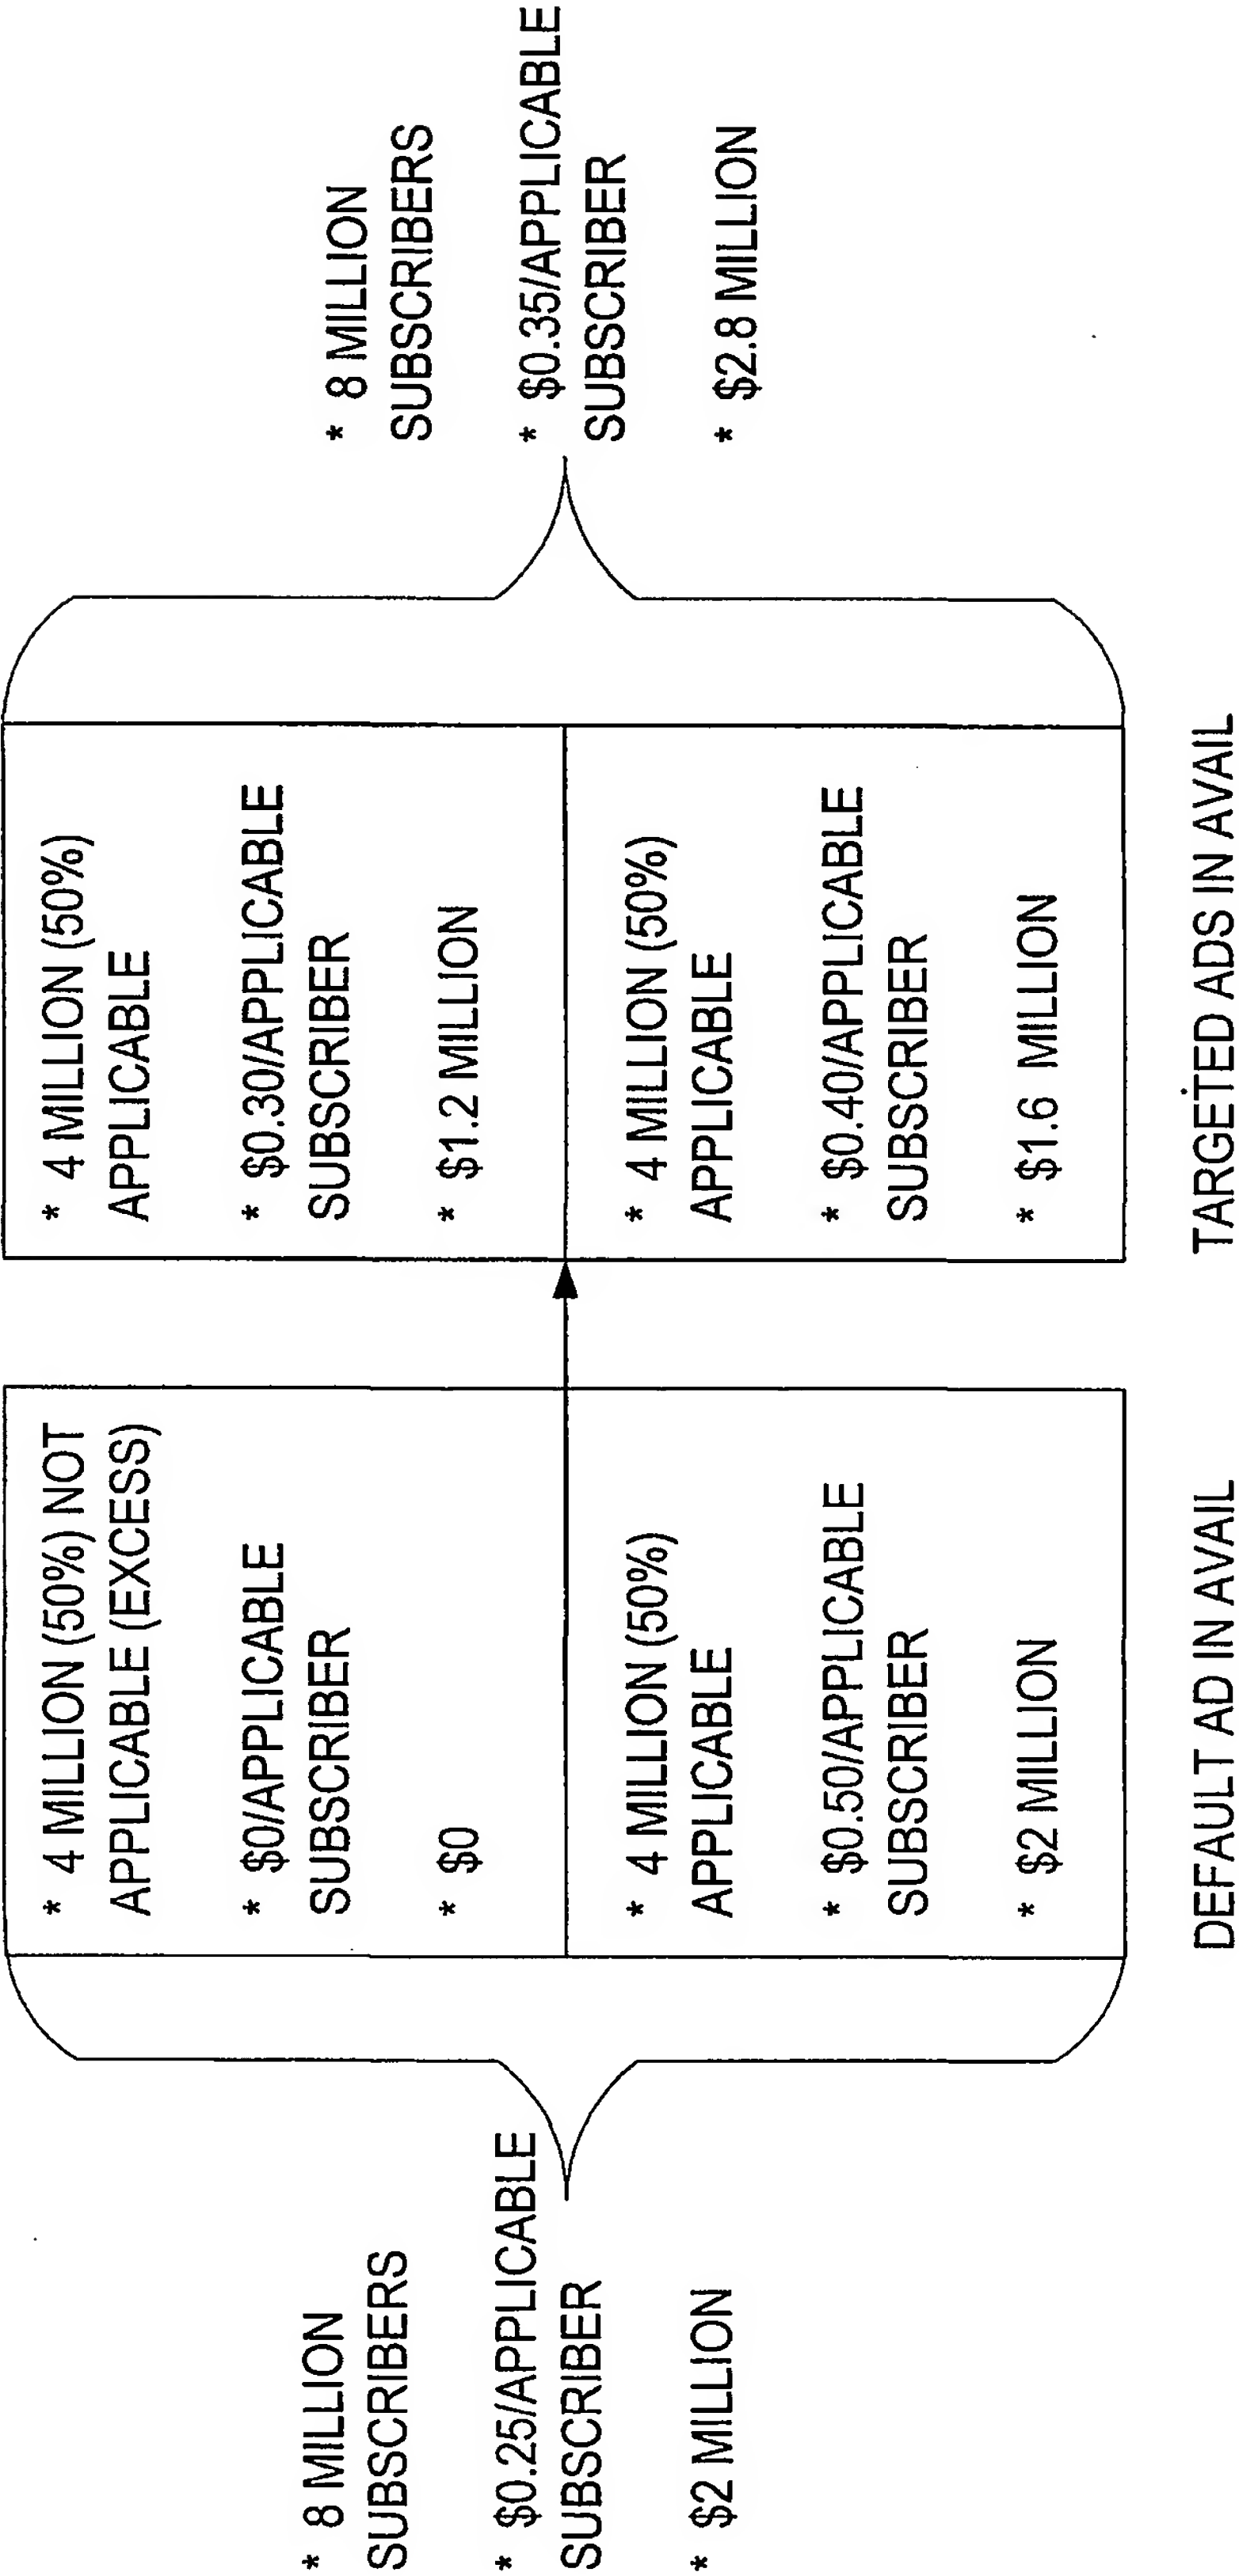 * 8 MILLION
SUBSCRIBERS
* $0.25/APPLICABLE
SUBSCRIBER
* $2 MILLION
* 4 MILLION (50%) NOT
APPLICABLE (EXCESS)
* $0/APPLICABLE
SUBSCRIBER
* $0
* 4 MILLION (50%)
APPLICABLE
* $0.50/APPLICABLE
SUBSCRIBER
* $2 MILLION
DEFAULT AD IN AVAIL
* 4 MILLION (50%)
APPLICABLE
* $0.30/APPLICABLE
SUBSCRIBER
* $1.2 MILLION
* 4 MILLION (50%)
APPLICABLE
* $0.40/APPLICABLE
SUBSCRIBER
* $1.6 MILLION
TARGETED ADS IN AVAIL
* 8 MILLION
SUBSCRIBERS
* $0.35/APPLICABLE
SUBSCRIBER
* $2.8 MILLION